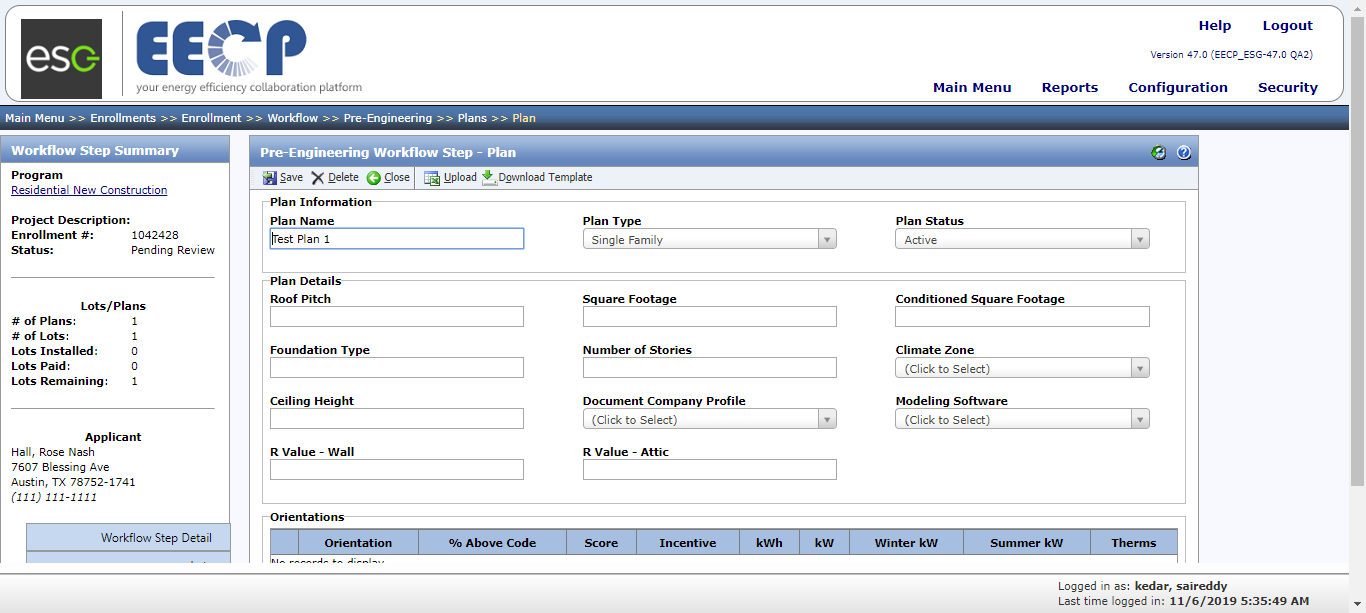 esg
EECP
your energy efficiency collaboration platform
Help Logout
Version 47.0 (EECP_ESG-47.0 QA2)
Main Menu Reports Configuration Security
Main Menu >> Enrollments >> Enrollment >> Workflow >> Pre-Engineering >> Plans >> Plan
Workflow Step Summary
Program
Residential New Construction
Project Description:
Enrollment #: 1042428
Status: Pending Review
Lots/Plans
# of Plans: 1
# of Lots: 1
Lots Installed: 0
Lots Paid: 0
Lots Remaining: 1
Applicant
Hall, Rose Nash
7607 Blessing Ave
Austin, TX 78752-1741
(111) 111-1111
Workflow Step Detail
Pre-Engineering Workflow Step - Plan
Save Delete Close Upload Download Template
Plan Information
Plan Name Plan Type Plan Status
Test Plan 1 Single Family Active
Plan Details
Roof Pitch Square Footage Conditioned Square Footage
Foundation Type Number of Stories Climate Zone
(Click to Select)
Ceiling Height Document Company Profile Modeling Software
(Click to Select) (Click to Select)
R Value - Wall R Value - Attic
Orientations
Orientation % Above Code Score Incentive kWh kW Winter kW Summer kW Therms
No records to display
Logged in as: kedar, saireddy
Last time logged in: 11/6/2019 5:35:49 AM